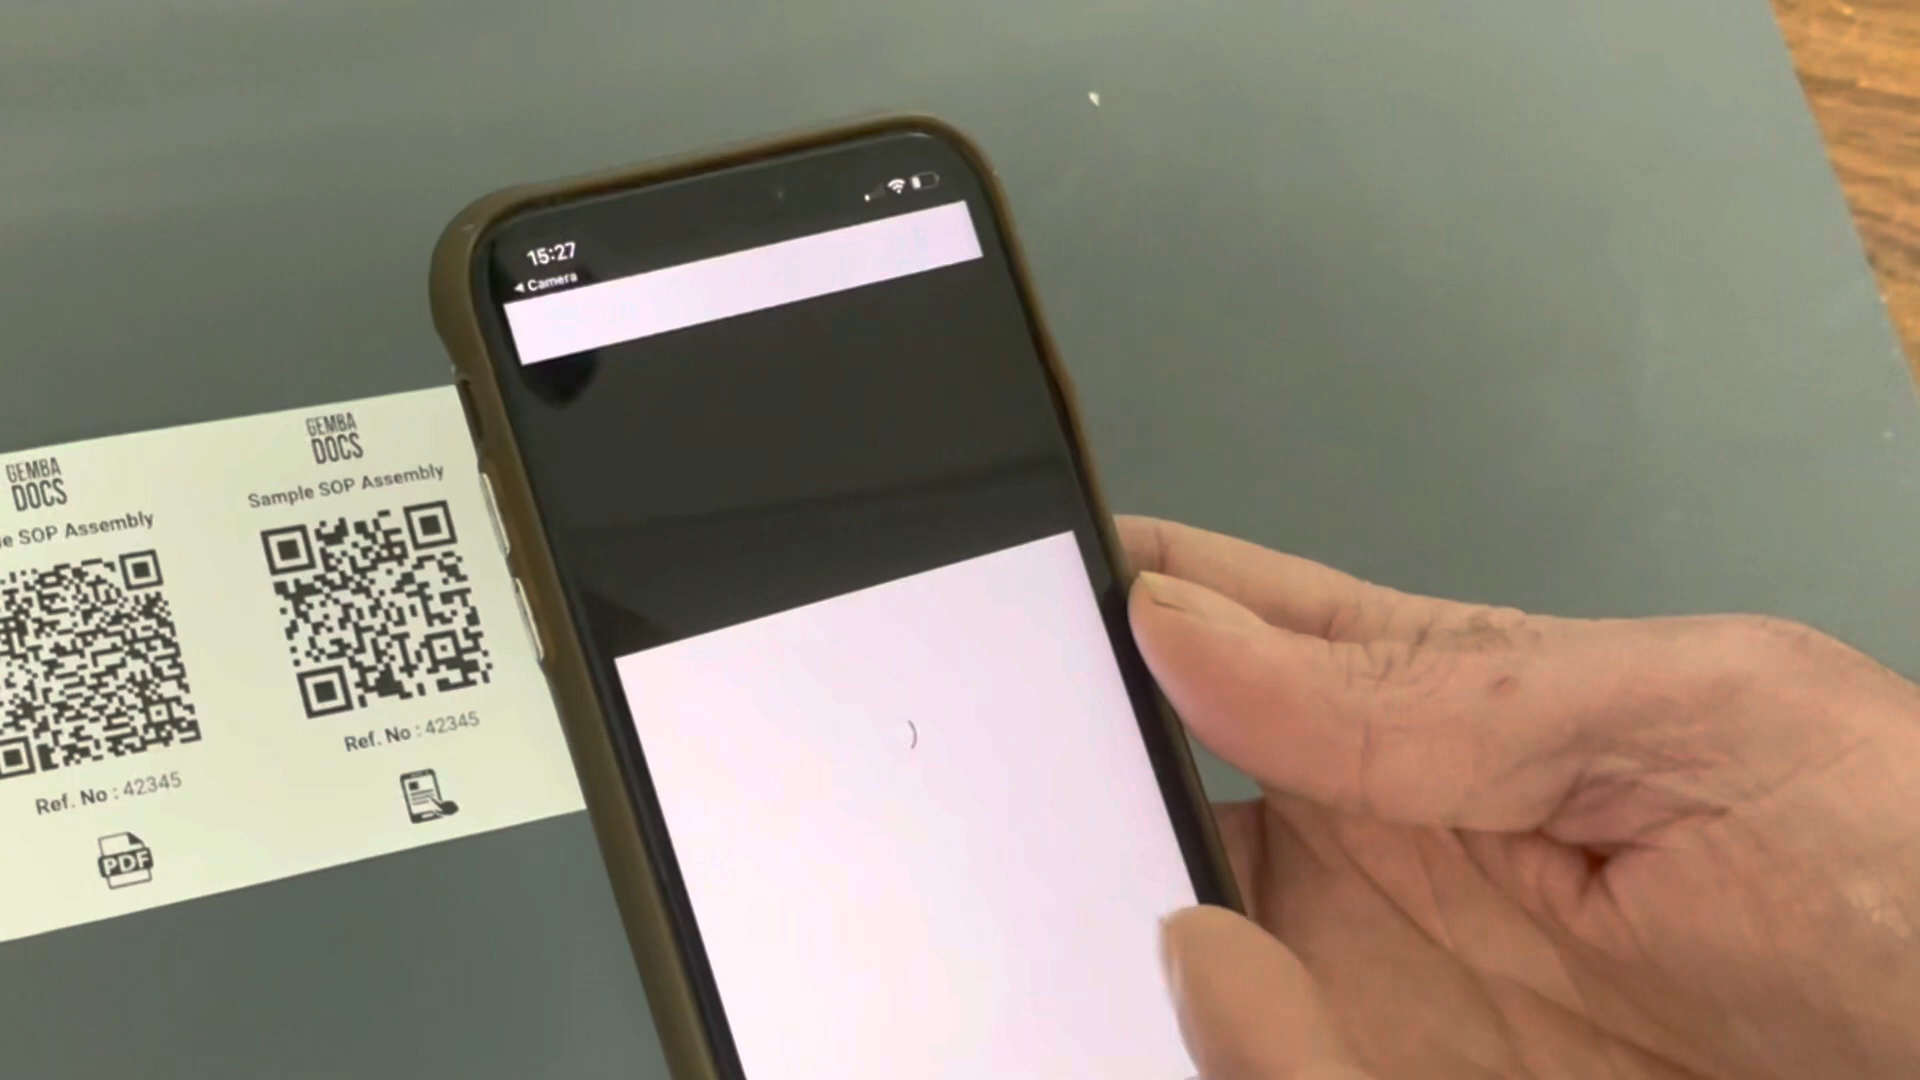 15:27
◀ Camera
GEMBA
DOCS
Sample SOP Assembly
Ref. No : 42345
GEMBA
DOCS
le SOP Assembly
Ref. No : 42345
PDF